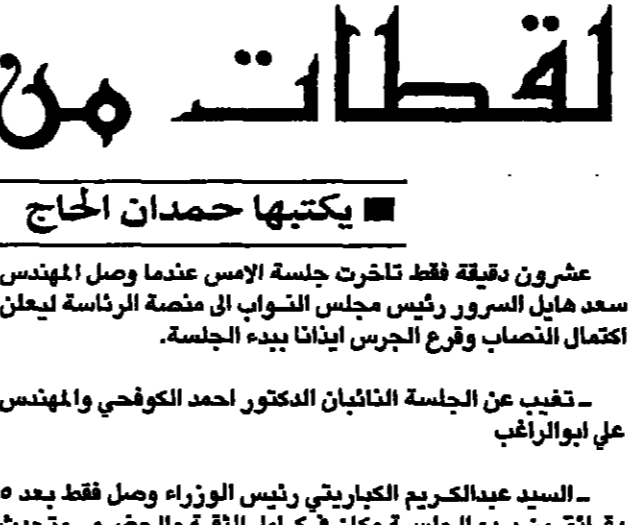 لقطات من
■ يكتبها حمدان الحاج
عشرون دقيقة فقط تاخرت جلسة الامس عندما وصل المهندس
سعد هايل السرور رئيس مجلس النواب الى منصة الرئاسة ليعلن
اكتمال النصاب وقرع الجرس ايذانا ببدء الجلسة.
ـ تغيب عن الجلسة النائبان الدكتور احمد الكوفحي والمهندس
علي ابوالراغب
ـ السيد عبدالكريم الكباريتي رئيس الوزراء وصل فقط بعد ٥